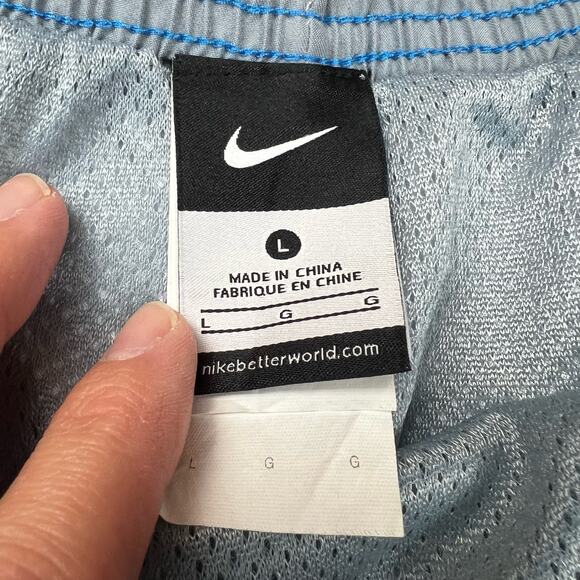 L
MADE IN CHINA
FABRIQUE EN CHINE
L G G
nikebetterworld.com
L G G